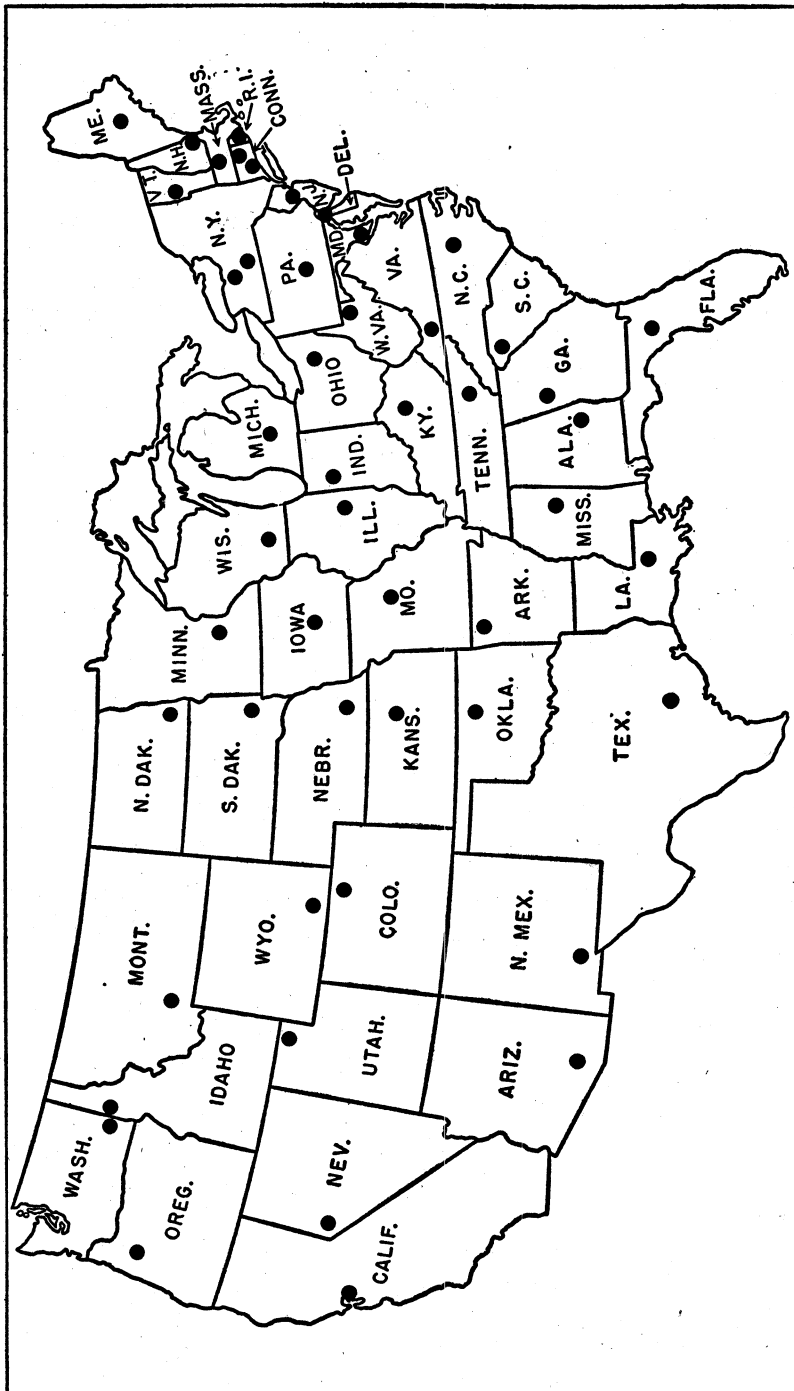 WASH.
OREG.
CALIF.
NEV.
IDAHO
MONT.
WYO.
UTAH.
ARIZ.
COLO.
N. MEX.
N. DAK.
S. DAK.
NEBR.
KANS.
OKLA.
TEX.
MINN.
IOWA
MO.
ARK.
LA.
WIS.
ILL.
MISS.
MICH.
IND.
OHIO
KY.
TENN.
ALA.
GA.
FLA.
S.C.
N.C.
VA.
W.VA.
MD.
DEL.
PA.
N.J.
N.Y.
VT.
N.H.
ME.
MASS.
R.I.
CONN.